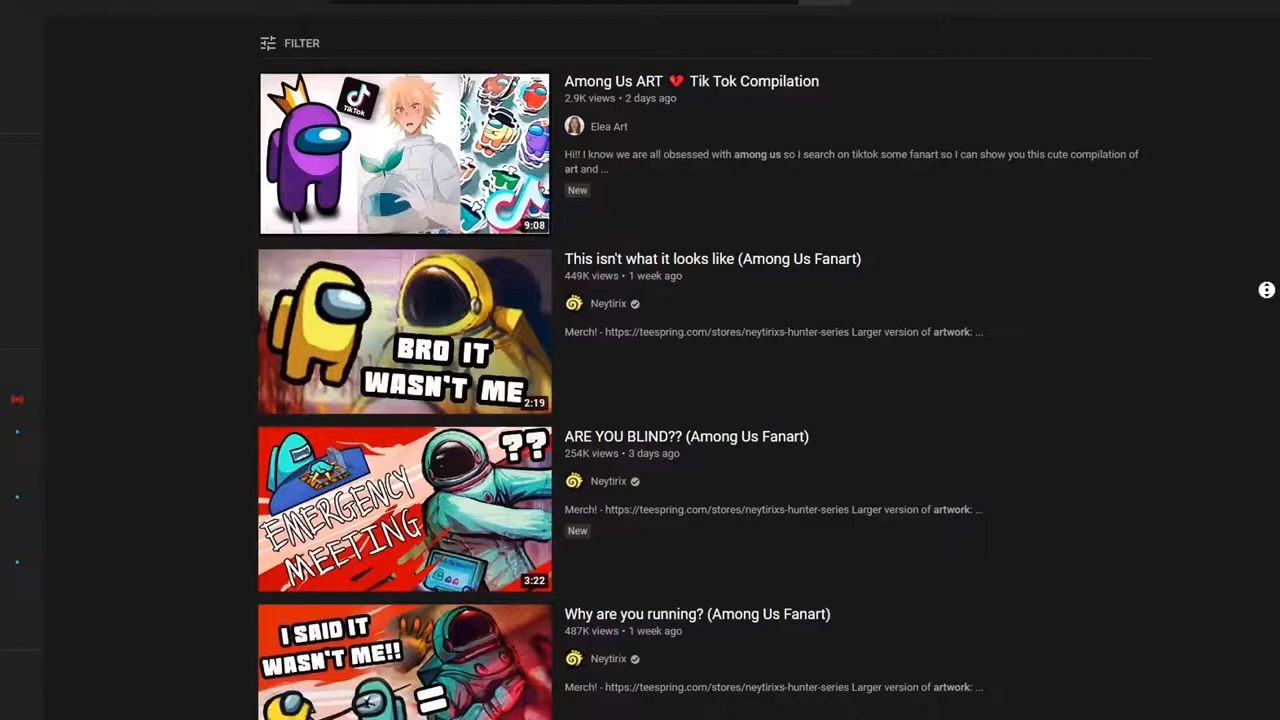 FILTER
TikTok
9:08
Among Us ART 💔 Tik Tok Compilation
2.9K views • 2 days ago
Elea Art
Hi!! I know we are all obsessed with among us so i search on tiktok some fanart so I can show you this cute compilation of
art and ...
New
BRO IT
WASN'T ME
2:19
This isn't what it looks like (Among Us Fanart)
449K views • 1 week ago
Neytirix
Merch! - https://teespring.com/stores/neytirixs-hunter-series Larger version of artwork: ...
??
EMERGENCY
MEETING
3:22
ARE YOU BLIND?? (Among Us Fanart)
254K views • 3 days ago
Neytirix
Merch! - https://teespring.com/stores/neytirixs-hunter-series Larger version of artwork: ...
New
I SAID IT
WASN'T ME!!
=
Why are you running? (Among Us Fanart)
487K views • 1 week ago
Neytirix
Merch! - https://teespring.com/stores/neytirixs-hunter-series Larger version of artwork: ...